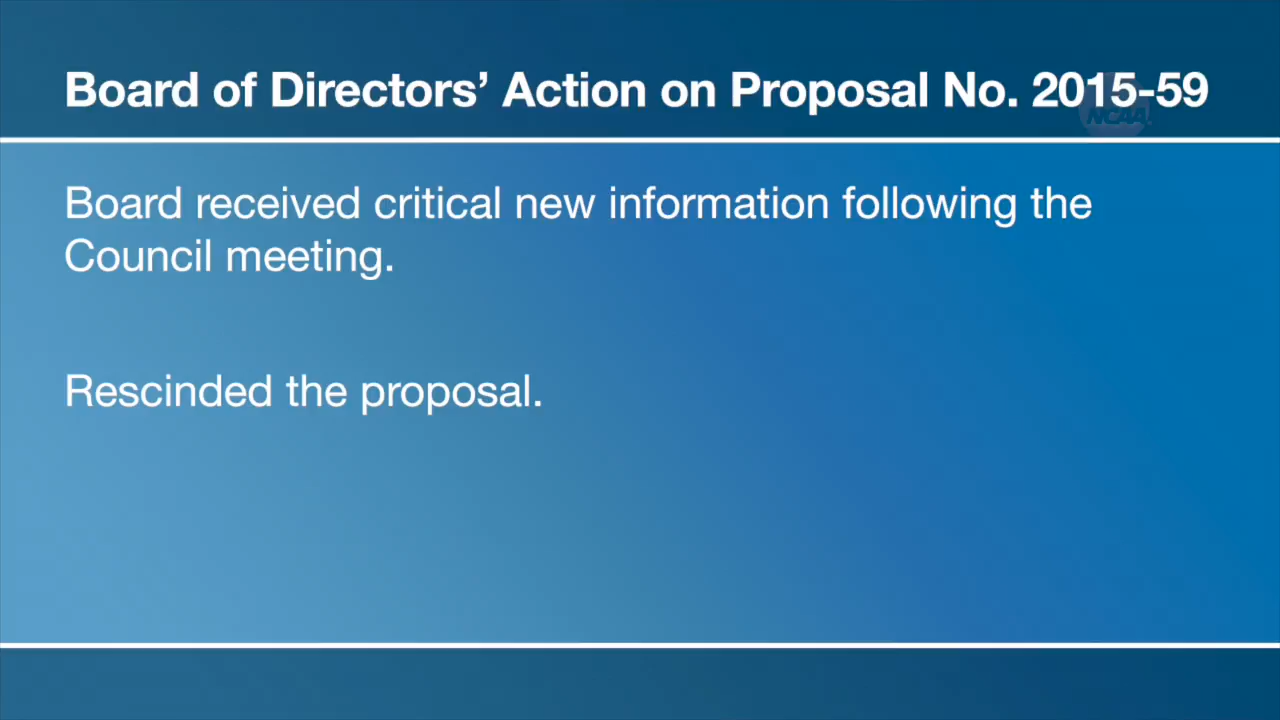 Board of Directors’ Action on Proposal No. 2015-59
NCAA
Board received critical new information following the
Council meeting.
Rescinded the proposal.